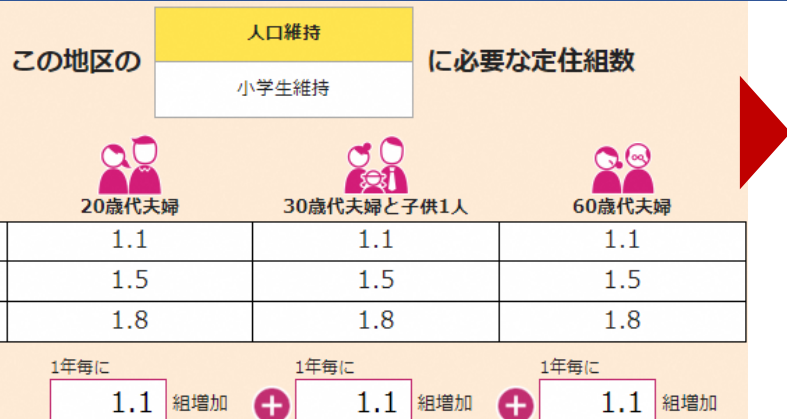 人口維持
この地区の
に必要な定住組数
小学生維持
20歳代夫婦 30歳代夫婦と子供1人 60歳代夫婦
1.1 1.1 1.1
1.5 1.5 1.5
1.8 1.8 1.8
1年毎に 1年毎に 1年毎に
1.1 組増加 + 1.1 組増加 + 1.1 組増加